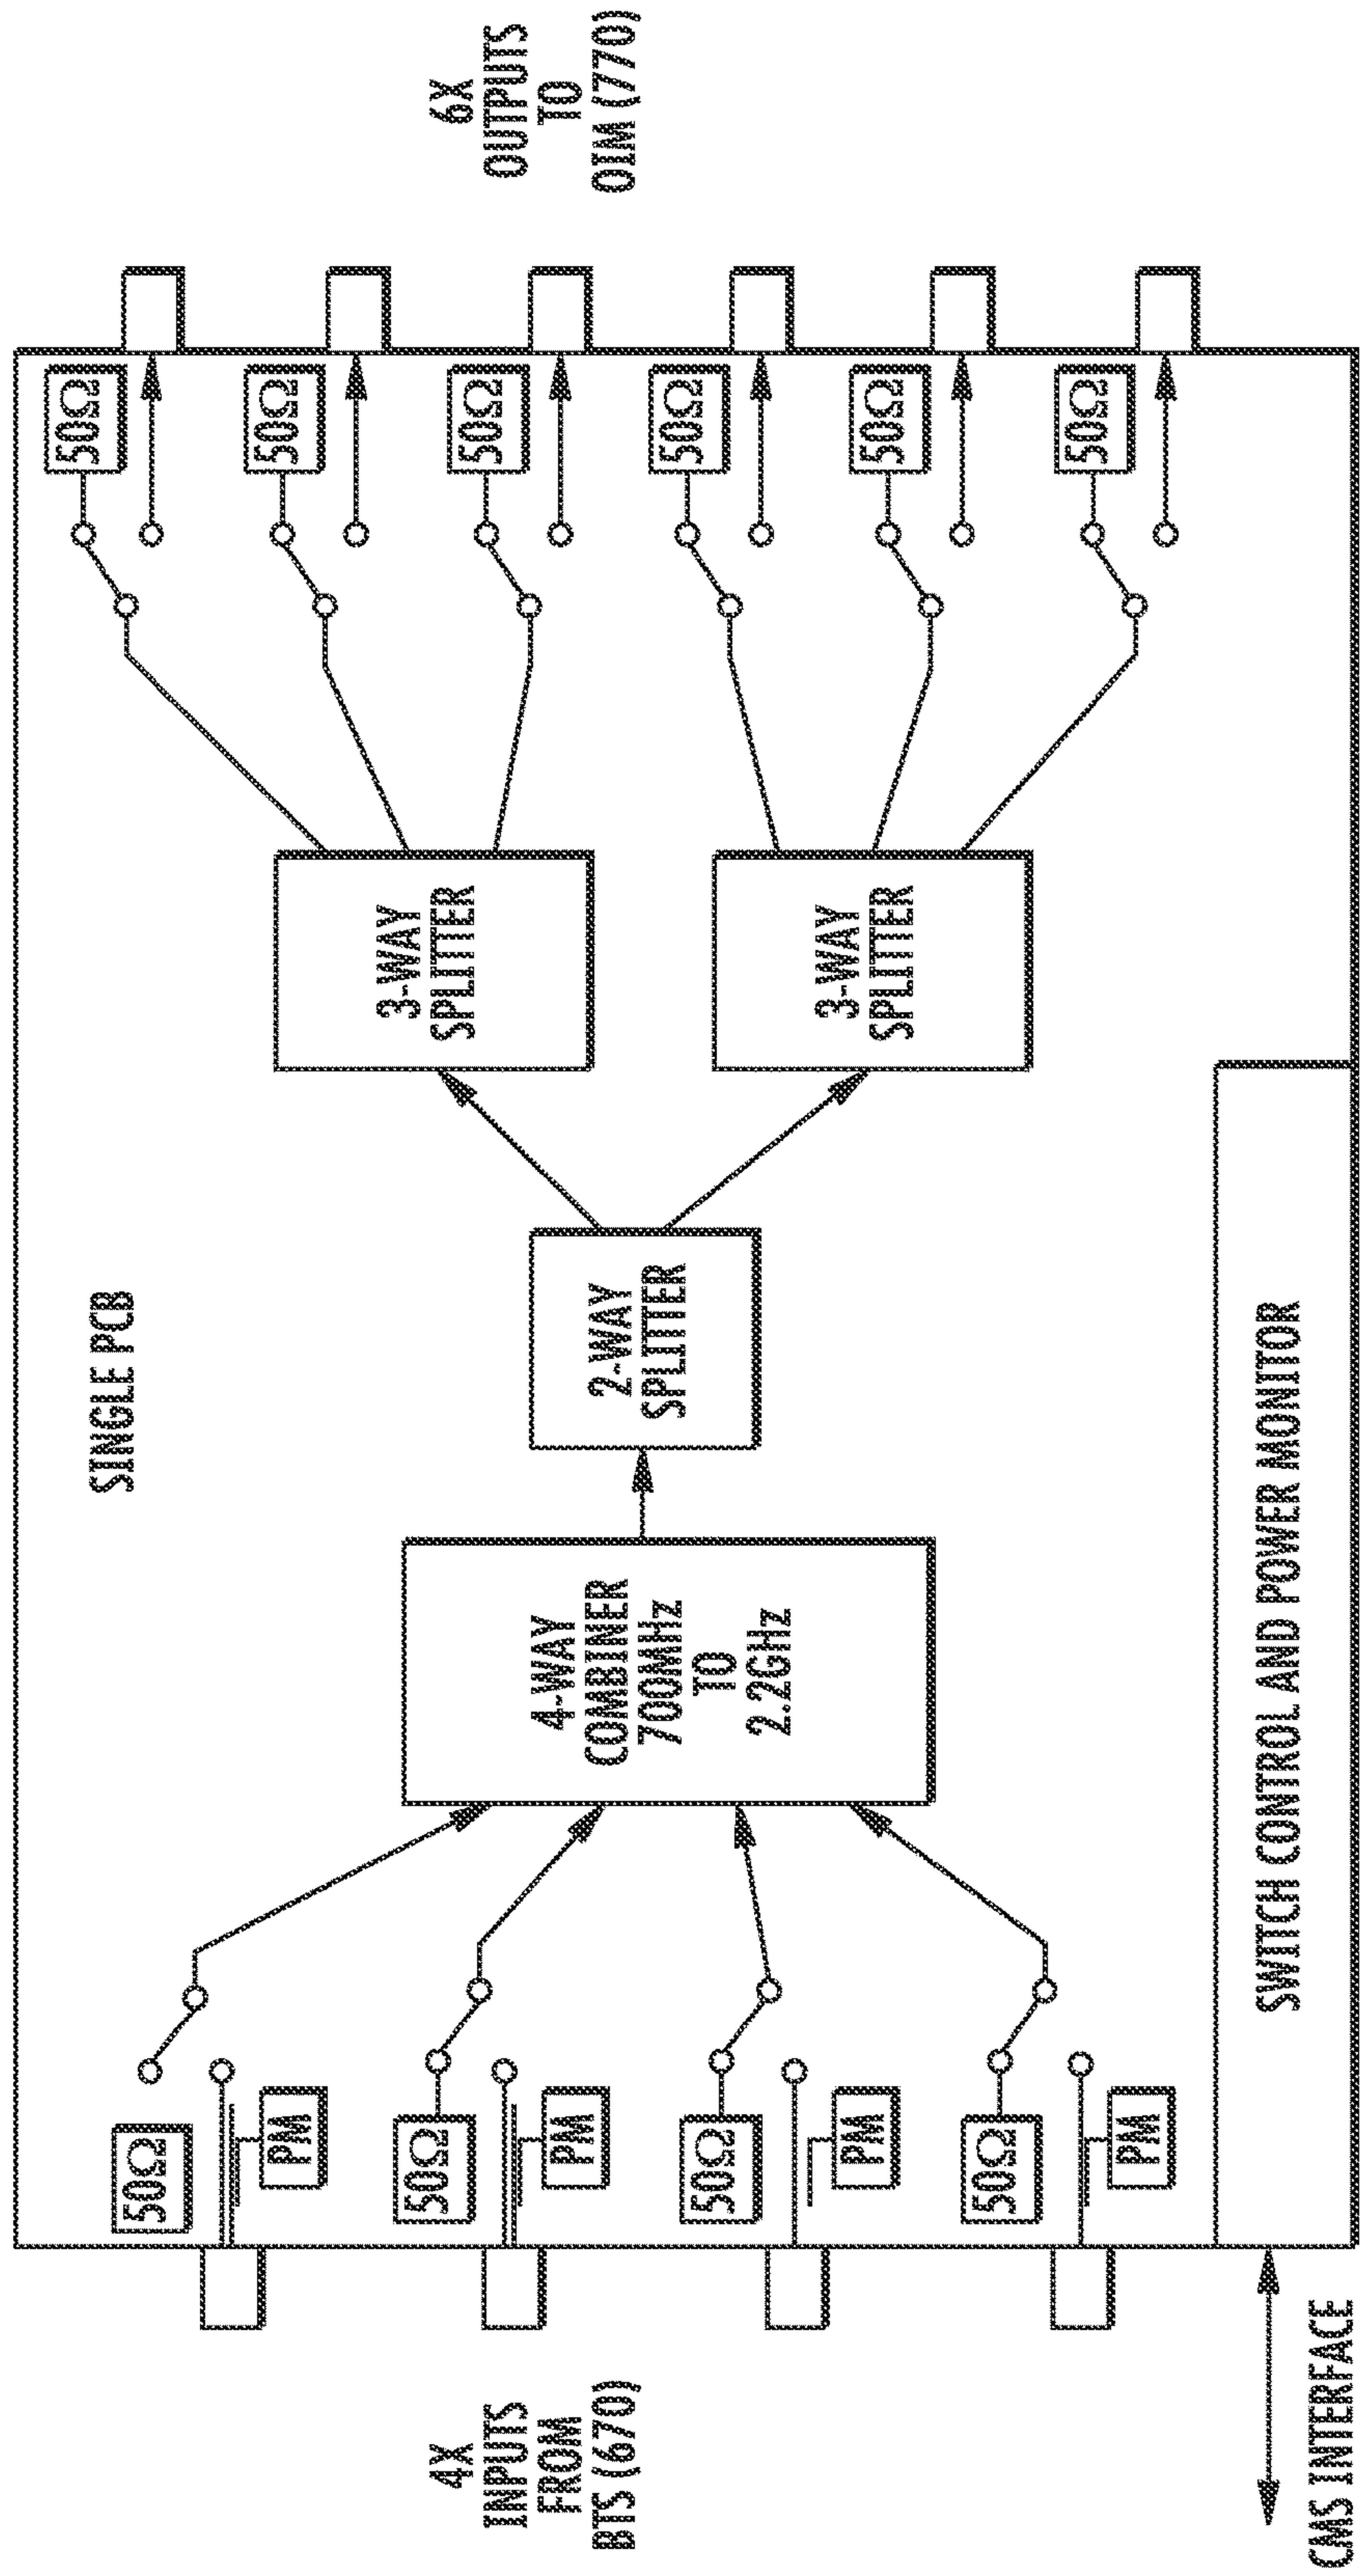 SINGLE PCB
4X
INPUTS
FROM
BTS (670)
50Ω
PM
50Ω
PM
50Ω
PM
50Ω
PM
4-WAY
COMBINER
700MHz
TO
2.2GHz
2-WAY
SPLITTER
3-WAY
SPLITTER
3-WAY
SPLITTER
50Ω
50Ω
50Ω
50Ω
50Ω
50Ω
6X
OUTPUTS
TO
OIM (770)
SWITCH CONTROL AND POWER MONITOR
CMS INTERFACE